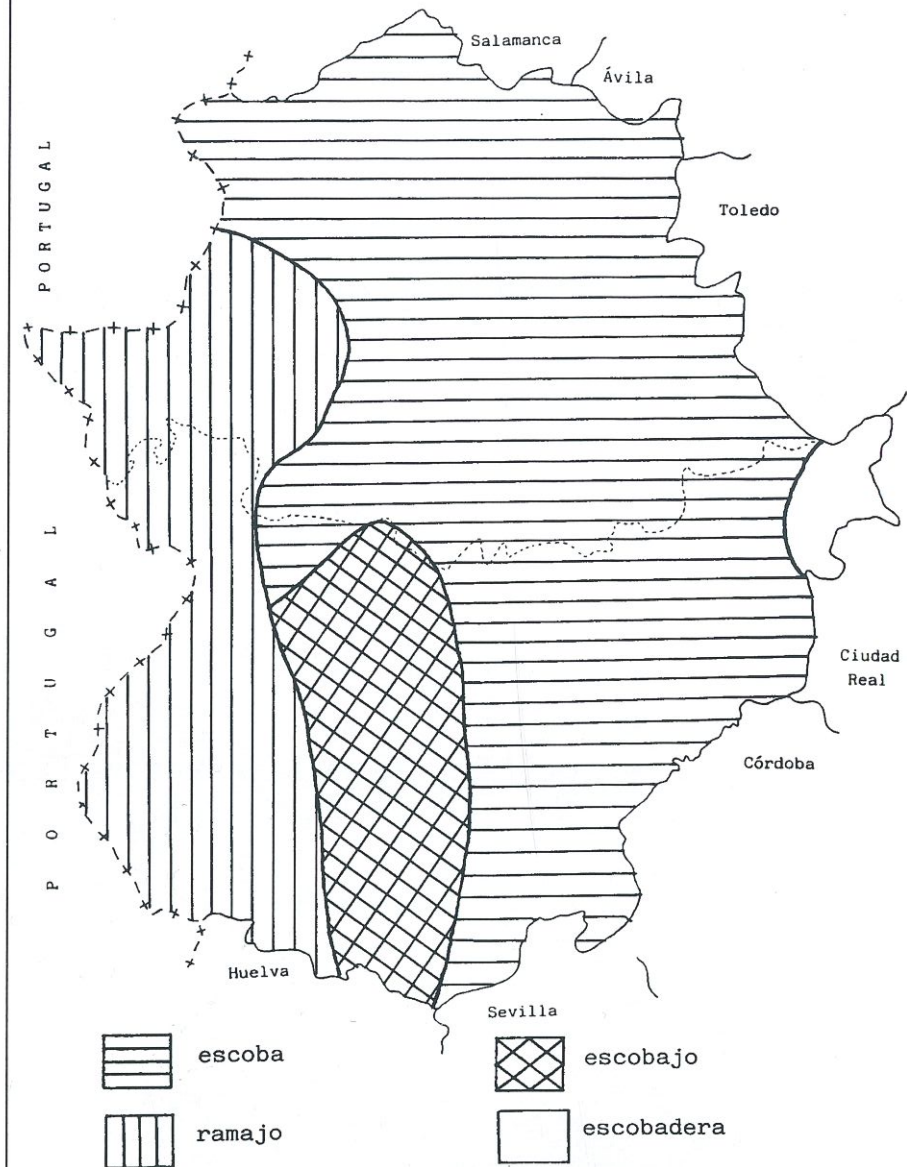 Salamanca
Ávila
PORTUGAL
Toledo
PORTUGAL
Ciudad
Real
Córdoba
Huelva
Sevilla
escoba
escobajo
ramajo
escobadera